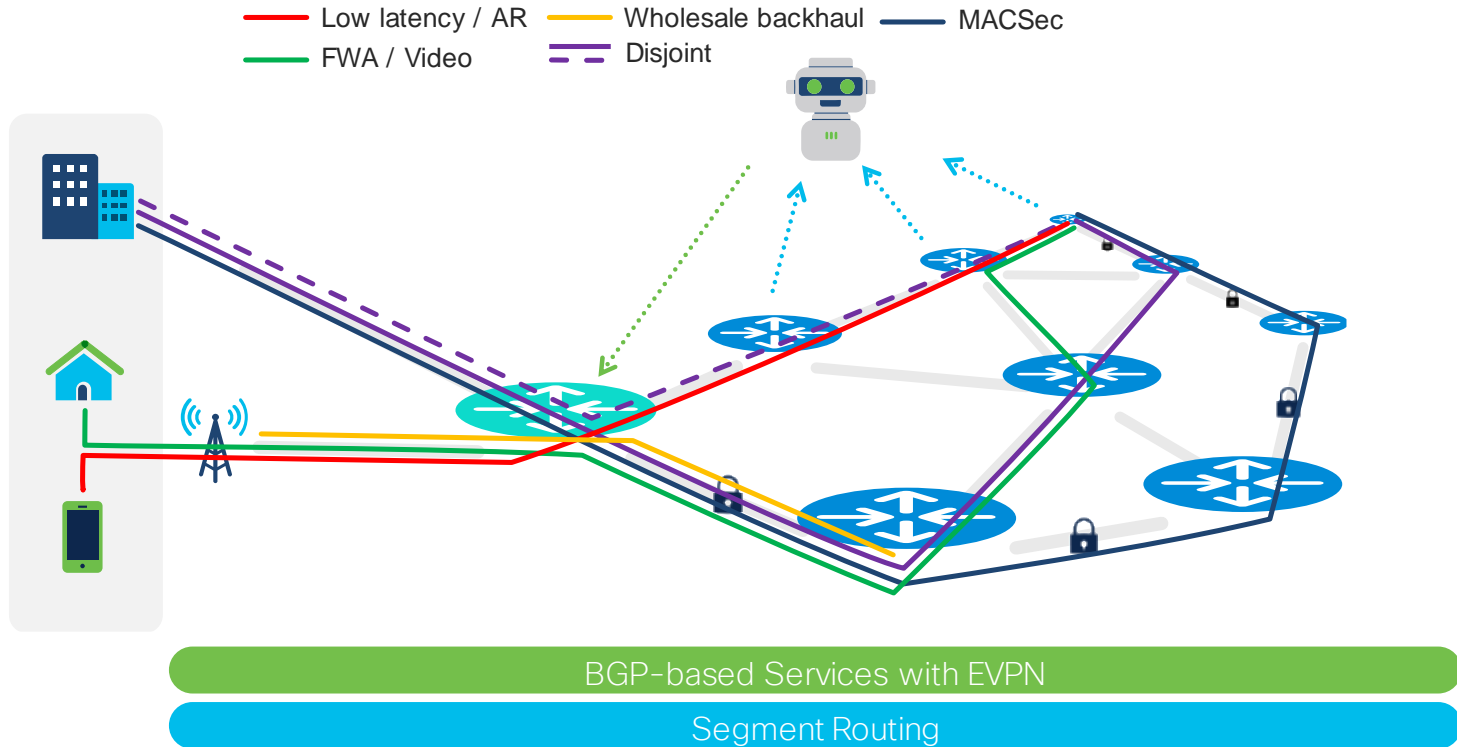 Low latency / AR
Wholesale backhaul
MACSec
FWA / Video
Disjoint
BGP-based Services with EVPN
Segment Routing